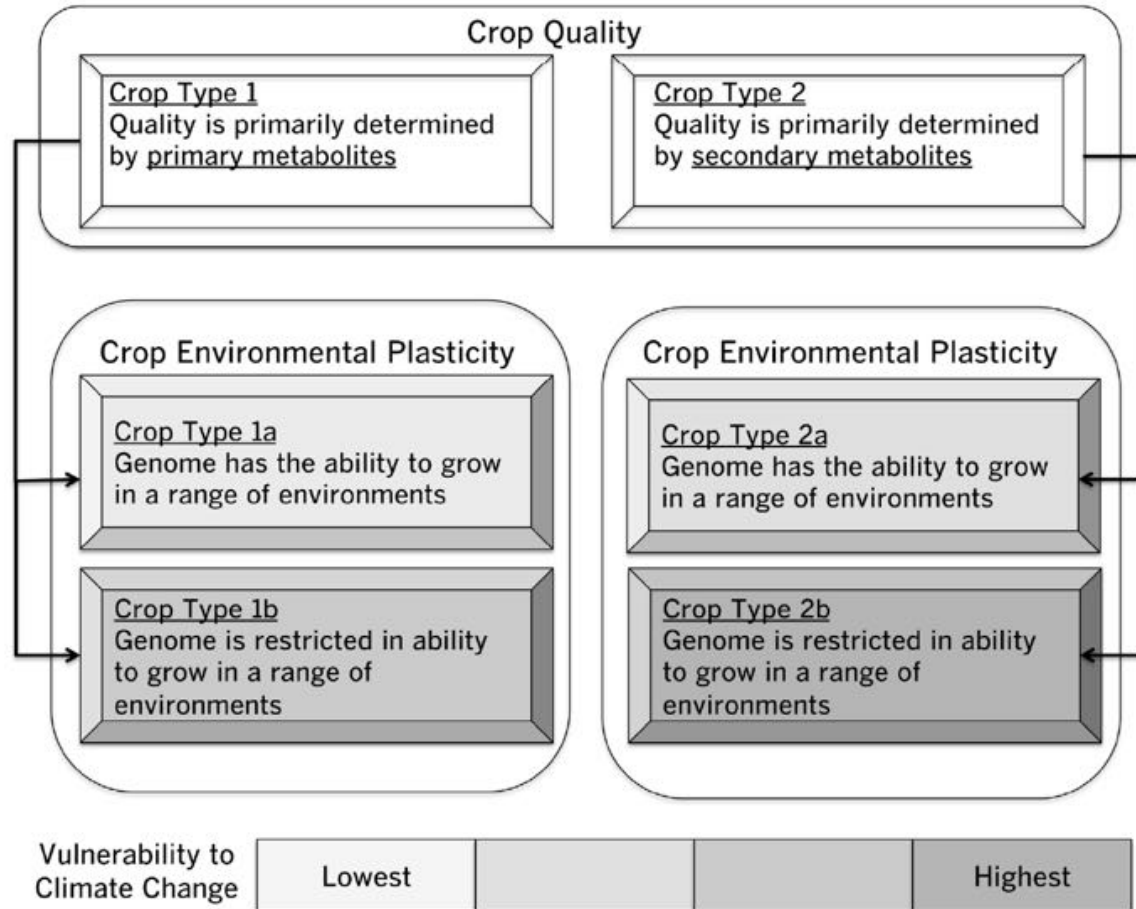 Crop Quality
Crop Type 1
Quality is primarily determined
by primary metabolites
Crop Type 2
Quality is primarily determined
by secondary metabolites
Crop Environmental Plasticity
Crop Type 1a
Genome has the ability to grow
in a range of environments
Crop Type 1b
Genome is restricted in ability
to grow in a range of
environments
Crop Environmental Plasticity
Crop Type 2a
Genome has the ability to grow
in a range of environments
Crop Type 2b
Genome is restricted in ability
to grow in a range of
environments
Vulnerability to
Climate Change
Lowest
Highest